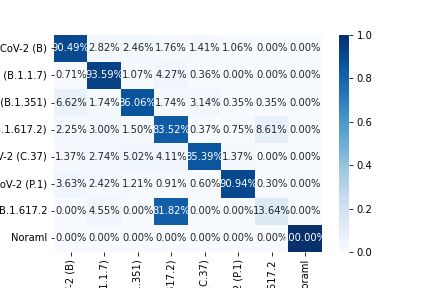 CoV-2 (B) 90.49% 2.82% 2.46% 1.76% 1.41% 1.06% 0.00% 0.00%
(B.1.1.7) 0.71% 93.59% 1.07% 4.27% 0.36% 0.00% 0.00% 0.00%
(B.1.351) 6.62% 1.74% 86.06% 1.74% 3.14% 0.35% 0.35% 0.00%
.1.617.2) 2.25% 3.00% 1.50% 83.52% 0.37% 0.75% 8.61% 0.00%
V-2 (C.37) 1.37% 2.74% 5.02% 4.11% 85.39% 1.37% 0.00% 0.00%
oV-2 (P.1) 3.63% 2.42% 1.21% 0.91% 0.60% 90.94% 0.30% 0.00%
B.1.617.2 0.00% 4.55% 0.00% 81.82% 0.00% 0.00% 13.64% 0.00%
Noraml 0.00% 0.00% 0.00% 0.00% 0.00% 0.00% 0.00% 00.00%
-2 (B)
1.1.7)
.351)
617.2)
(C.37)
2 (P.1)
.617.2
oraml
1.0
0.8
0.6
0.4
0.2
0.0